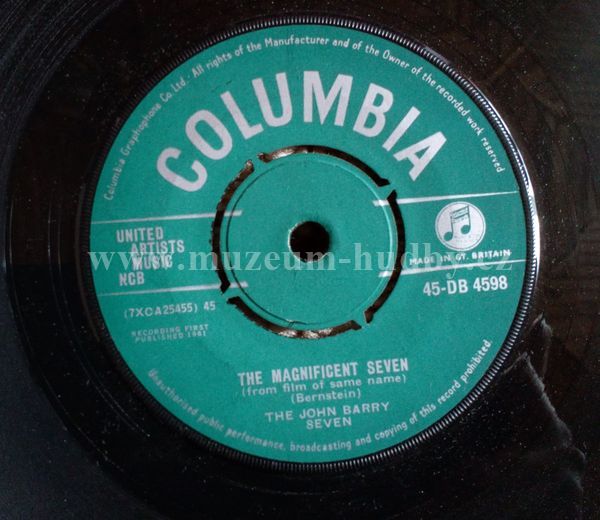 Columbia Graphophone Co. Ltd. · All rights of the Manufacturer and of the Owner of the recorded work reserved
COLUMBIA
UNITED
ARTISTS
MUSIC
NCB
MADE IN GT. BRITAIN
45-DB 4598
(7XCA25455) 45
RECORDING FIRST
PUBLISHED 1961
www.muzeum-hudby.cz
THE MAGNIFICENT SEVEN
(from film of same name)
(Bernstein)
THE JOHN BARRY
SEVEN
Unauthorised public performance, broadcasting and copying of this record prohibited.